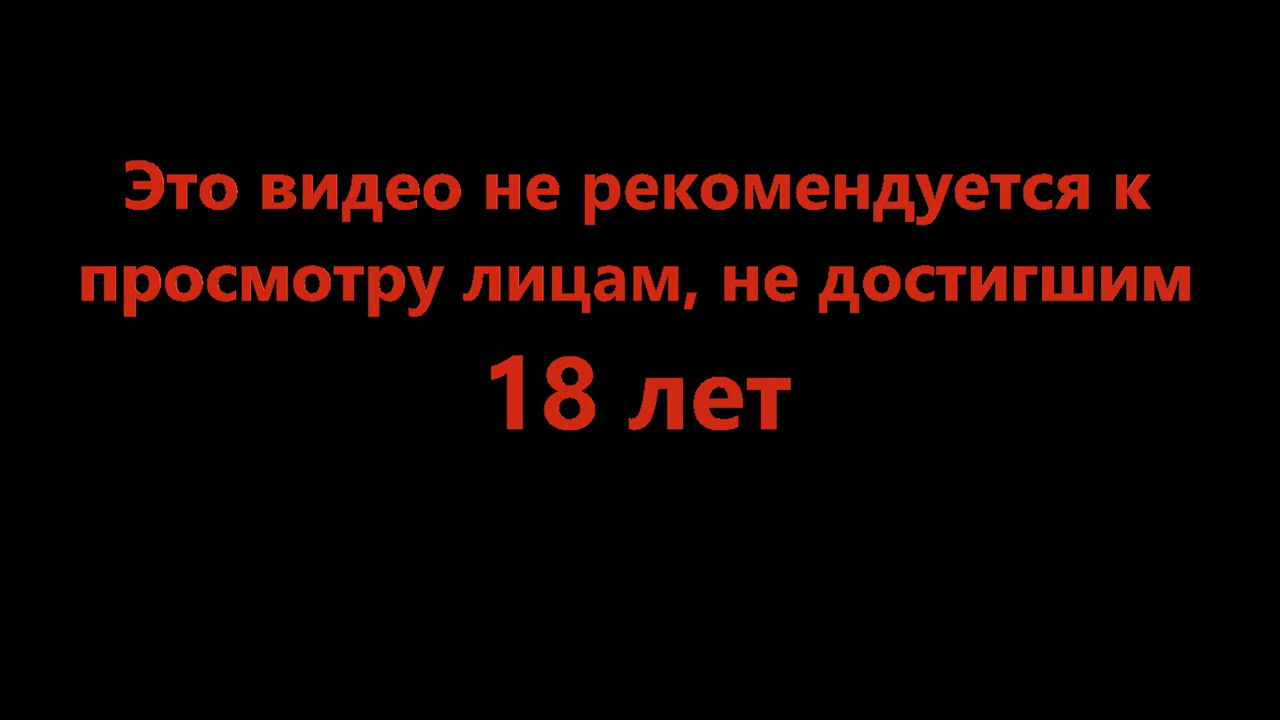 Это видео не рекомендуется к
просмотру лицам, не достигшим
18 лет